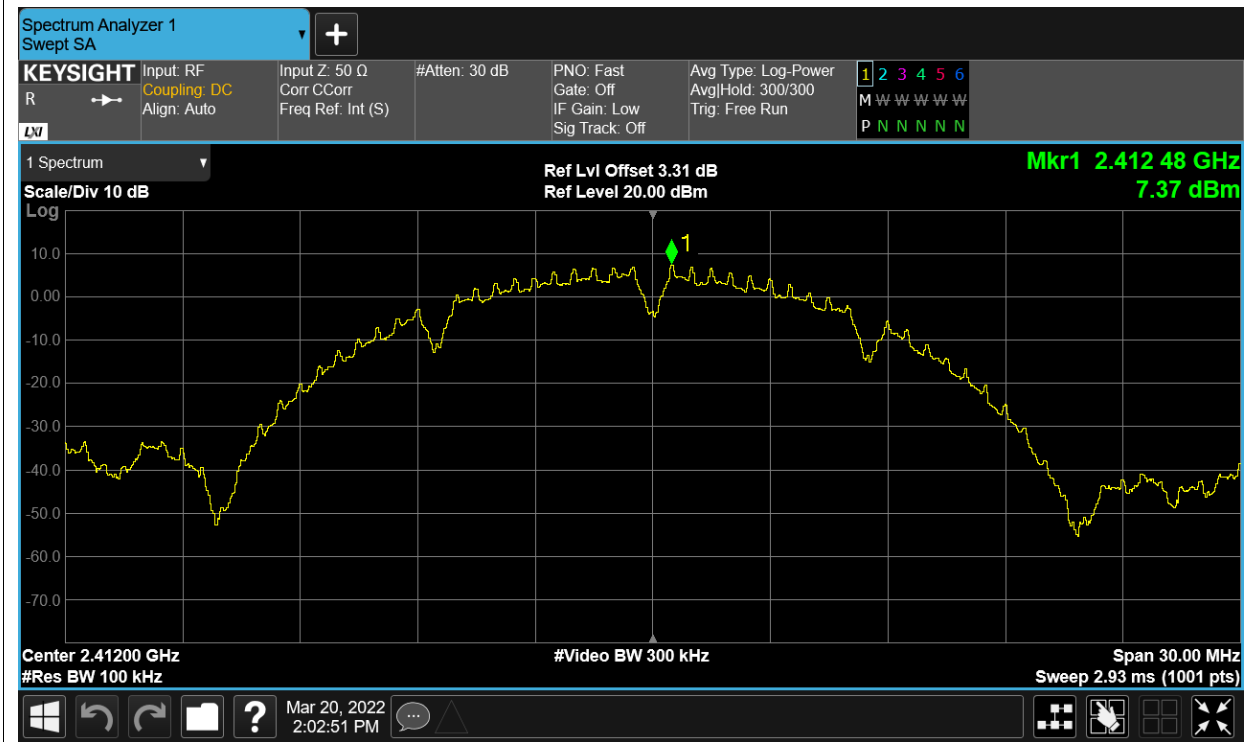 Spectrum Analyzer 1
Swept SA
+
KEYSIGHT
R
LXI
Input: RF
Coupling: DC
Align: Auto
Input Z: 50 Ω
Corr CCorr
Freq Ref: Int (S)
#Atten: 30 dB
PNO: Fast
Gate: Off
IF Gain: Low
Sig Track: Off
Avg Type: Log-Power
Avg|Hold: 300/300
Trig: Free Run
1 2 3 4 5 6
M W W W W W
P N N N N N
1 Spectrum
Scale/Div 10 dB
Log
Ref Lvl Offset 3.31 dB
Ref Level 20.00 dBm
Mkr1 2.412 48 GHz
7.37 dBm
1
10.0
0.00
-10.0
-20.0
-30.0
-40.0
-50.0
-60.0
-70.0
Center 2.41200 GHz
#Res BW 100 kHz
#Video BW 300 kHz
Span 30.00 MHz
Sweep 2.93 ms (1001 pts)
?
Mar 20, 2022
2:02:51 PM